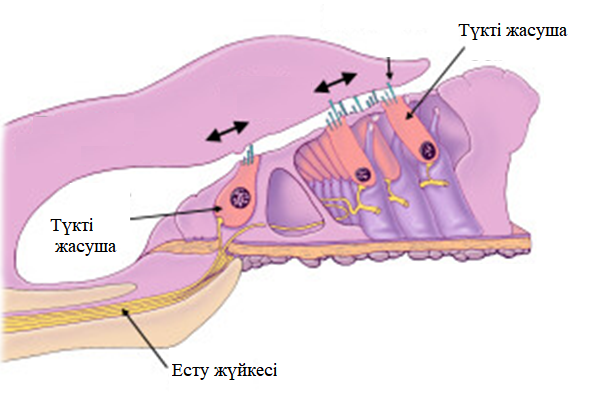 Түкті жасуша
Түкті
жасуша
Есту жүйкесі